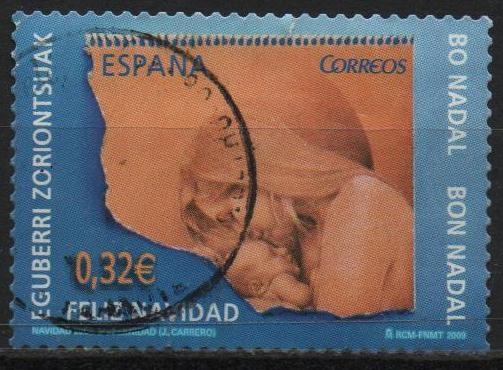 ESPAÑA
CORREOS
EGUBERRI ZORIONTSUAK
BO NADAL BON NADAL
0,32€
FELIZ NAVIDAD
NAVIDAD (J. CARRERO)
RCM-FNMT 2009